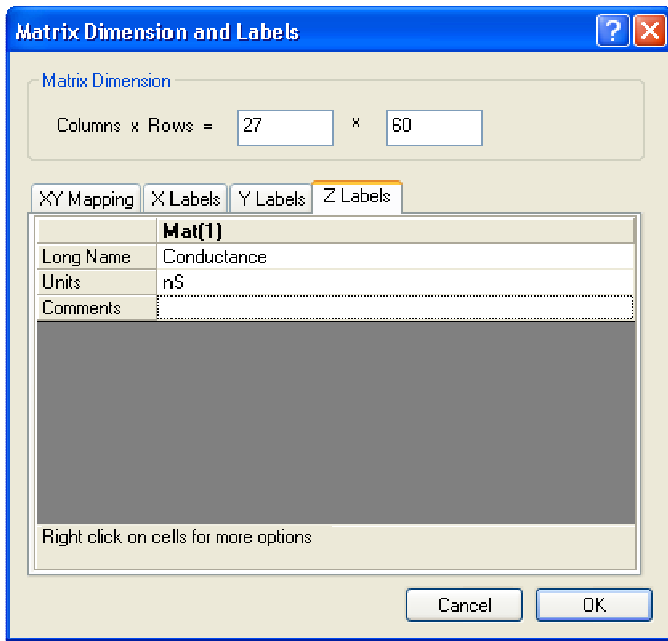 Matrix Dimension and Labels
Matrix Dimension
Columns x Rows = 27 x 60
XY Mapping X Labels Y Labels Z Labels
Mat(1)
Long Name Conductance
Units nS
Comments
Right click on cells for more options
Cancel OK